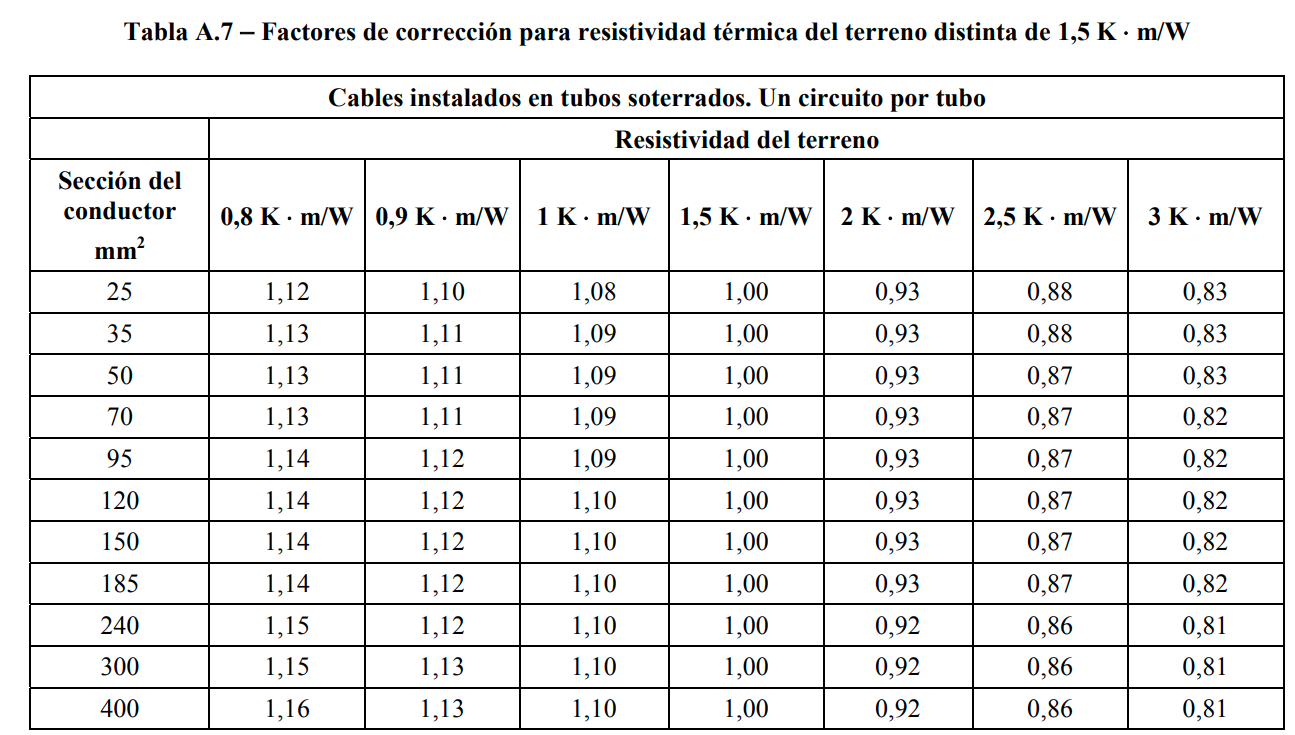 Tabla A.7 – Factores de corrección para resistividad térmica del terreno distinta de 1,5 K · m/W
Cables instalados en tubos soterrados. Un circuito por tubo
Resistividad del terreno
Sección del conductor mm² 0,8 K · m/W 0,9 K · m/W 1 K · m/W 1,5 K · m/W 2 K · m/W 2,5 K · m/W 3 K · m/W
25 1,12 1,10 1,08 1,00 0,93 0,88 0,83
35 1,13 1,11 1,09 1,00 0,93 0,88 0,83
50 1,13 1,11 1,09 1,00 0,93 0,87 0,83
70 1,13 1,11 1,09 1,00 0,93 0,87 0,82
95 1,14 1,12 1,09 1,00 0,93 0,87 0,82
120 1,14 1,12 1,10 1,00 0,93 0,87 0,82
150 1,14 1,12 1,10 1,00 0,93 0,87 0,82
185 1,14 1,12 1,10 1,00 0,93 0,87 0,82
240 1,15 1,12 1,10 1,00 0,92 0,86 0,81
300 1,15 1,13 1,10 1,00 0,92 0,86 0,81
400 1,16 1,13 1,10 1,00 0,92 0,86 0,81